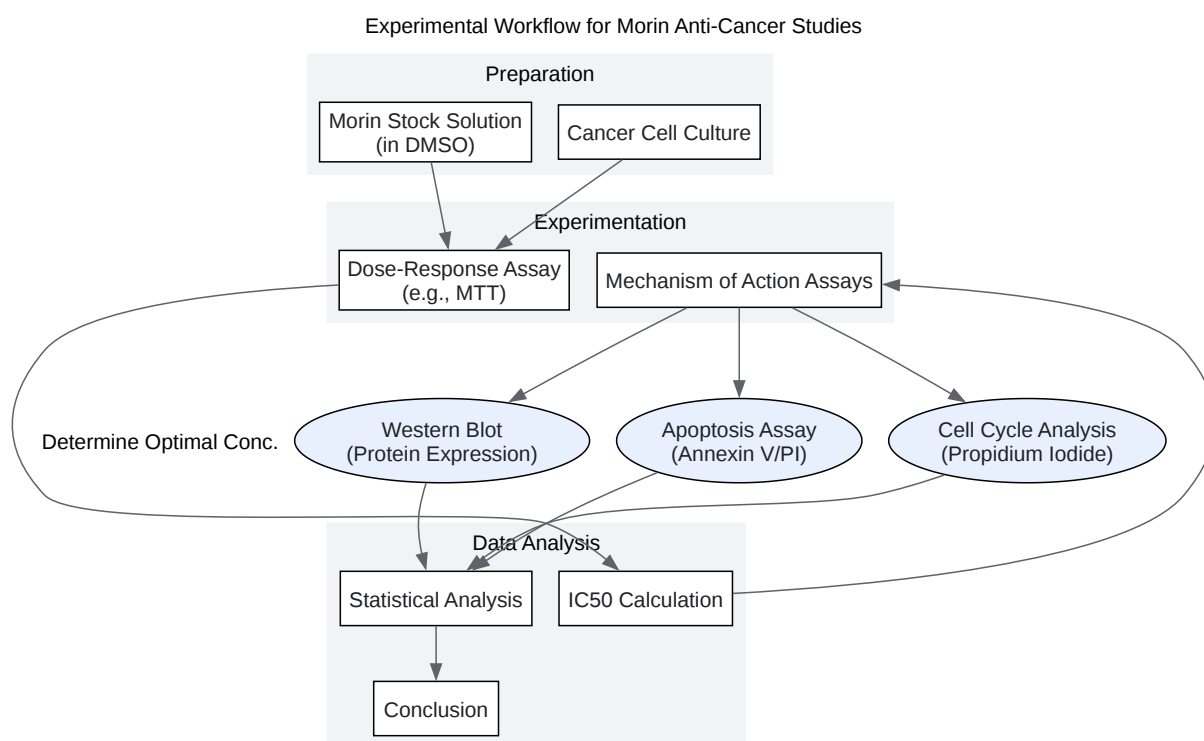 Experimental Workflow for Morin Anti-Cancer Studies
Preparation
Morin Stock Solution
(in DMSO)
Cancer Cell Culture
Experimentation
Dose-Response Assay
(e.g., MTT)
Mechanism of Action Assays
Determine Optimal Conc.
Western Blot
(Protein Expression)
Apoptosis Assay
(Annexin V/PI)
Cell Cycle Analysis
(Propidium Iodide)
Data Analysis
Statistical Analysis
IC50 Calculation
Conclusion